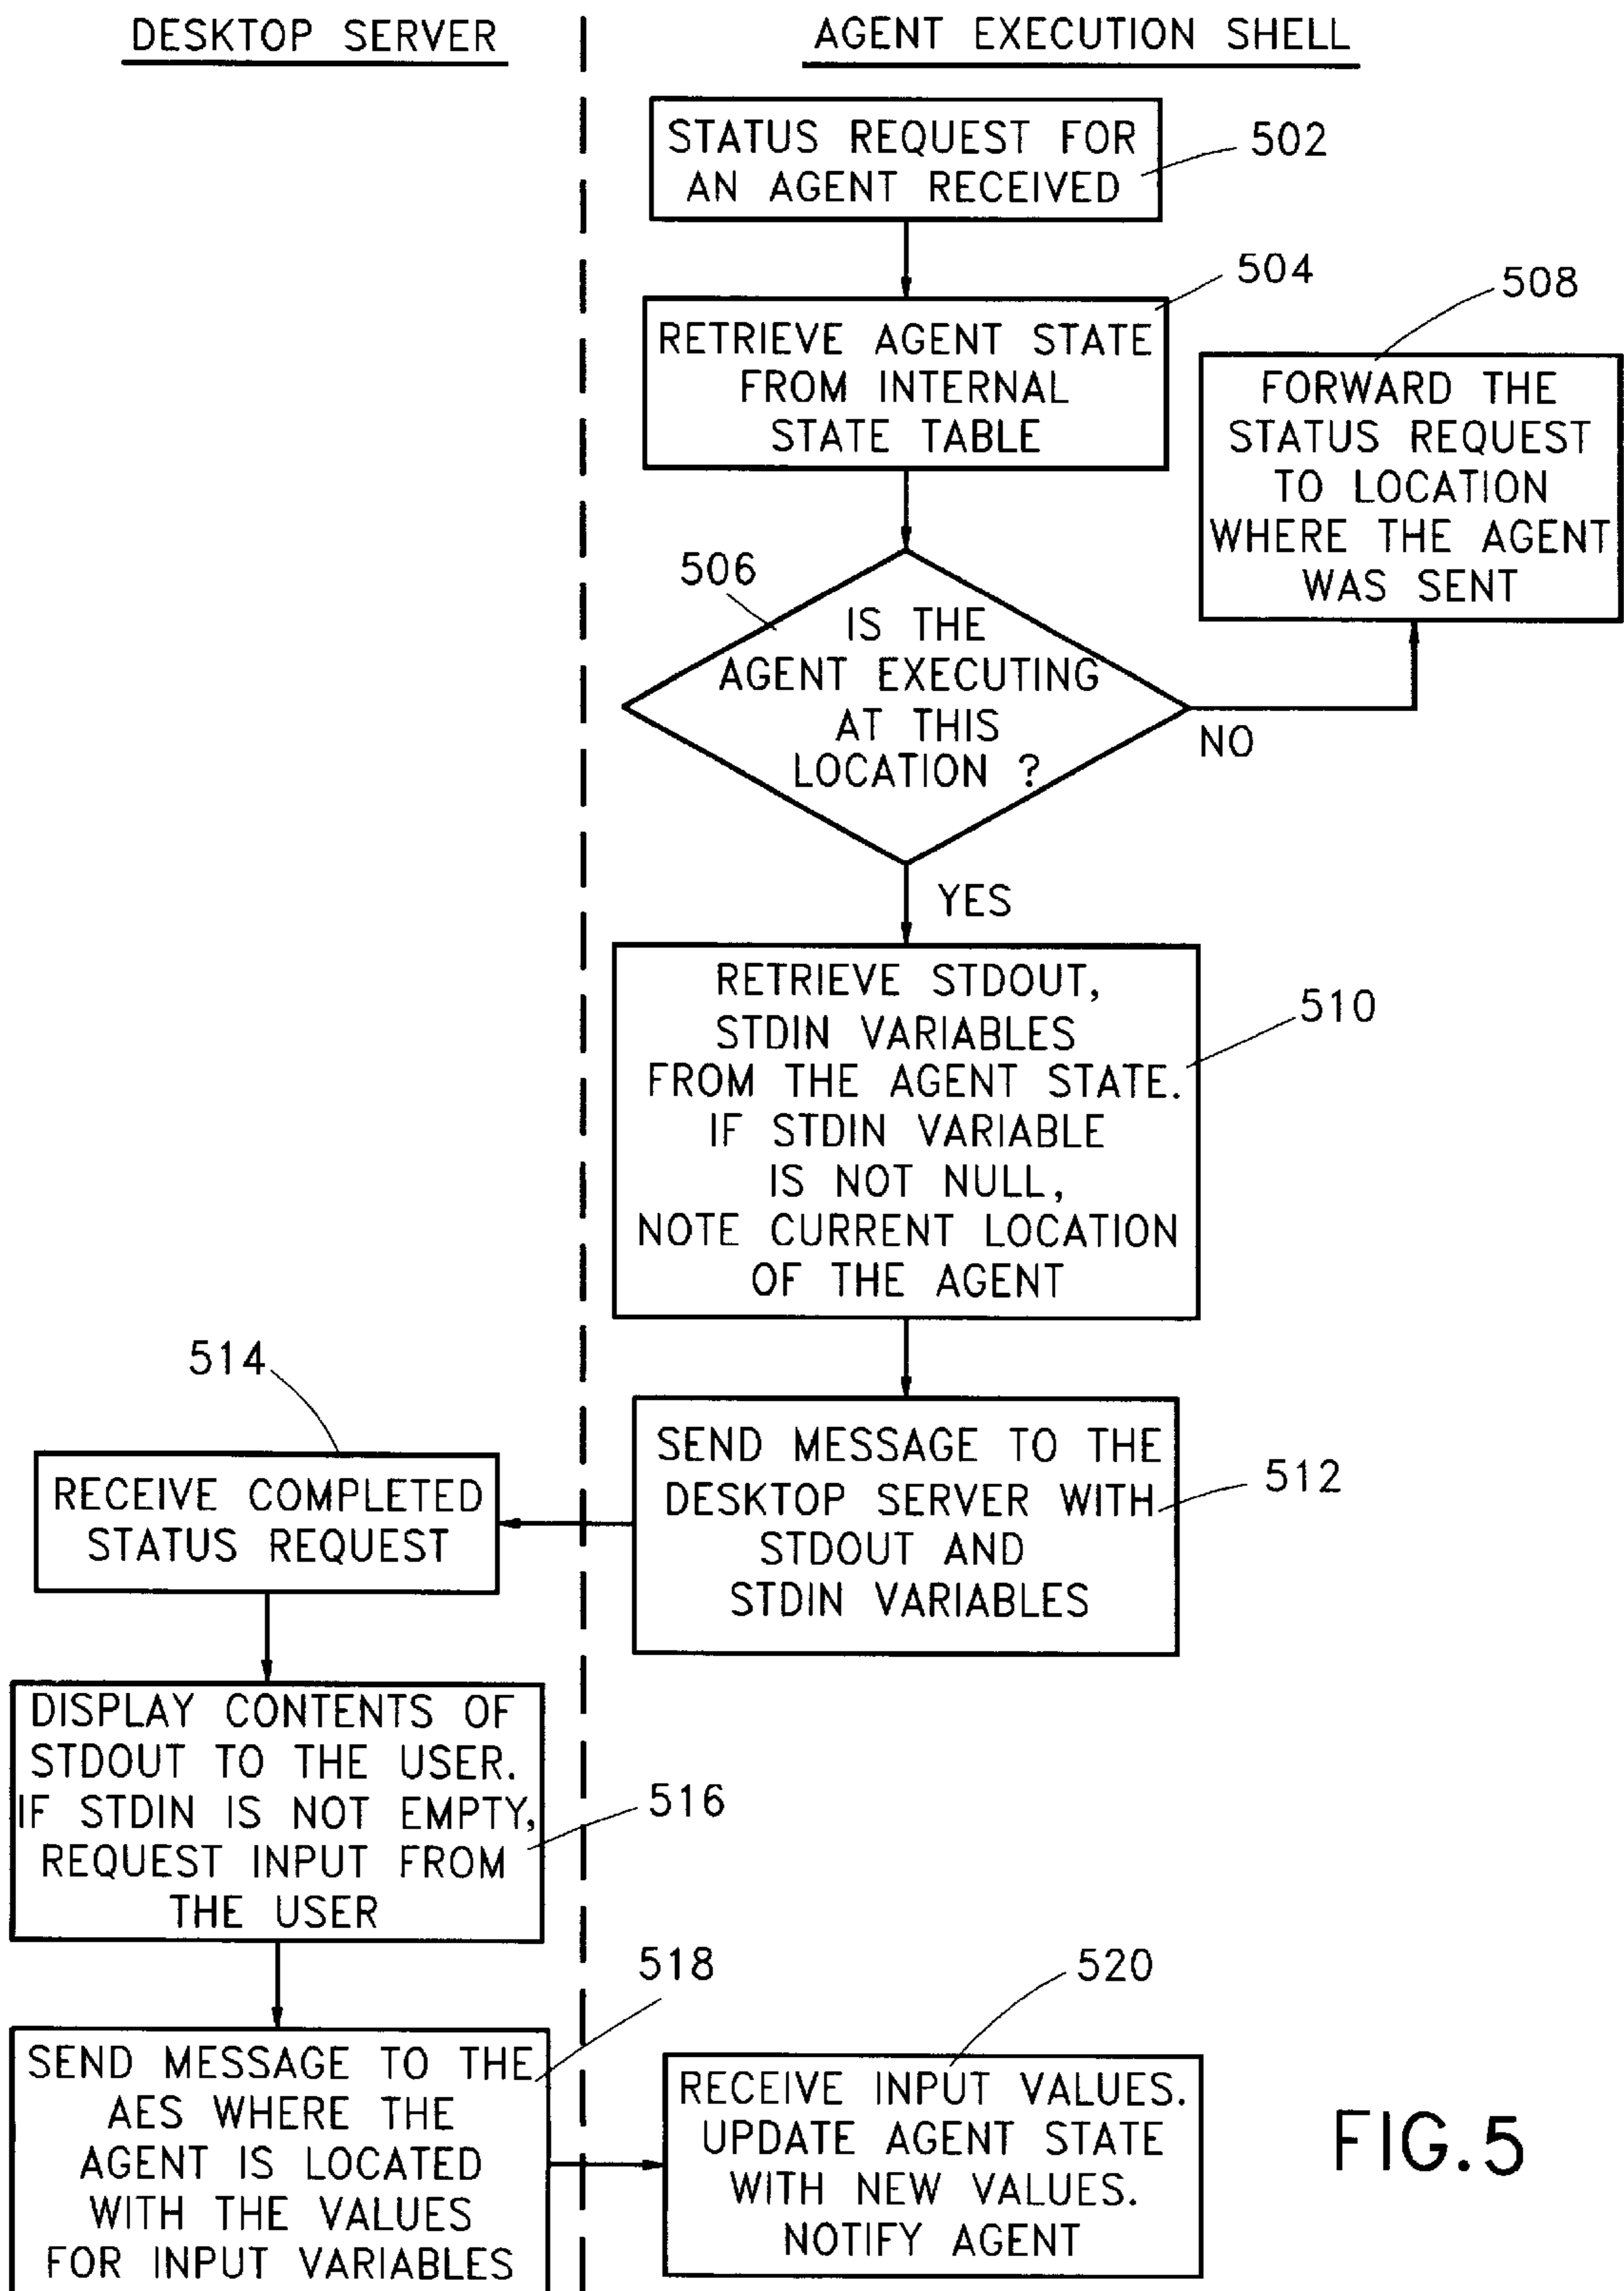 DESKTOP SERVER
AGENT EXECUTION SHELL
STATUS REQUEST FOR
AN AGENT RECEIVED
502
504
RETRIEVE AGENT STATE
FROM INTERNAL
STATE TABLE
508
FORWARD THE
STATUS REQUEST
TO LOCATION
WHERE THE AGENT
WAS SENT
506
IS THE
AGENT EXECUTING
AT THIS
LOCATION ?
NO
YES
RETRIEVE STDOUT,
STDIN VARIABLES
FROM THE AGENT STATE.
IF STDIN VARIABLE
IS NOT NULL,
NOTE CURRENT LOCATION
OF THE AGENT
510
SEND MESSAGE TO THE
DESKTOP SERVER WITH
STDOUT AND
STDIN VARIABLES
512
514
RECEIVE COMPLETED
STATUS REQUEST
DISPLAY CONTENTS OF
STDOUT TO THE USER.
IF STDIN IS NOT EMPTY,
REQUEST INPUT FROM
THE USER
516
518
SEND MESSAGE TO THE
AES WHERE THE
AGENT IS LOCATED
WITH THE VALUES
FOR INPUT VARIABLES
520
RECEIVE INPUT VALUES.
UPDATE AGENT STATE
WITH NEW VALUES.
NOTIFY AGENT
FIG.5